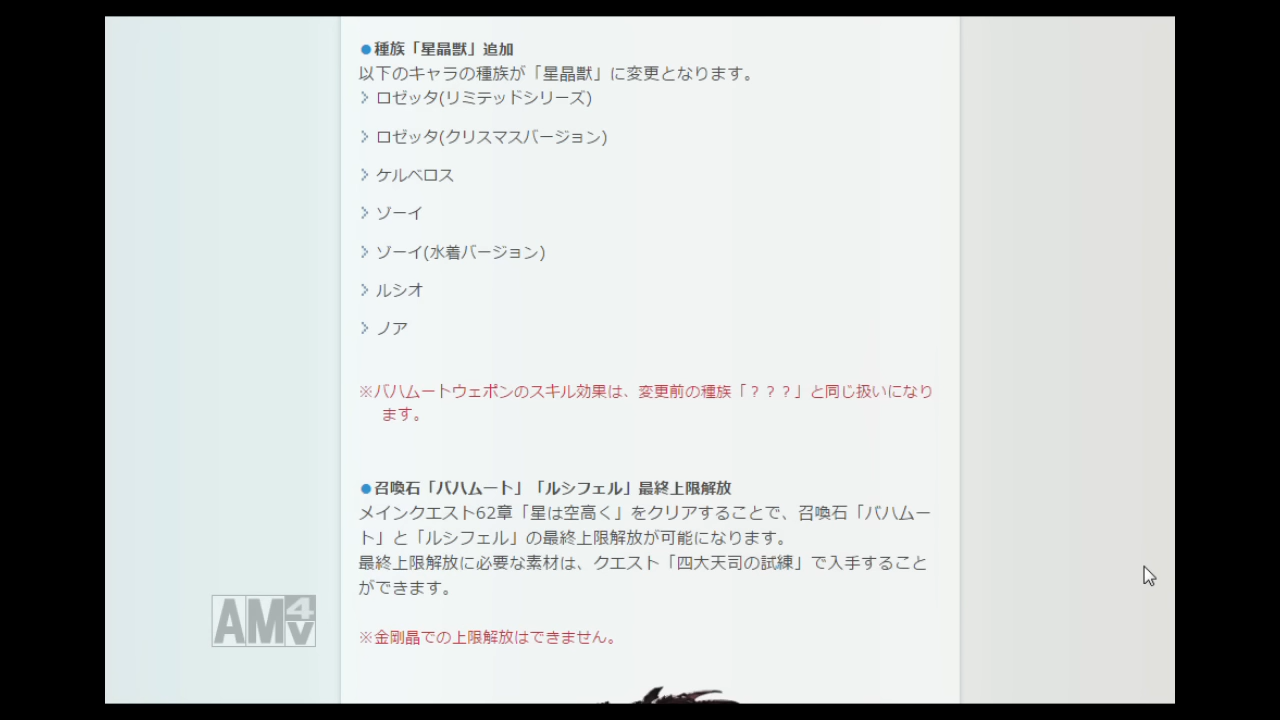 ●種族「星晶獣」追加
以下のキャラの種族が「星晶獣」に変更となります。
ロゼッタ(リミテッドシリーズ)
ロゼッタ(クリスマスバージョン)
ケルベロス
ゾーイ
ゾーイ(水着バージョン)
ルシオ
ノア
※バハムートウェポンのスキル効果は、変更前の種族「？？？」と同じ扱いになり
ます。
●召喚石「バハムート」「ルシフェル」最終上限解放
メインクエスト62章「星は空高く」をクリアすることで、召喚石「バハムー
ト」と「ルシフェル」の最終上限解放が可能になります。
最終上限解放に必要な素材は、クエスト「四大天司の試練」で入手すること
ができます。
※金剛晶での上限解放はできません。
AM4v